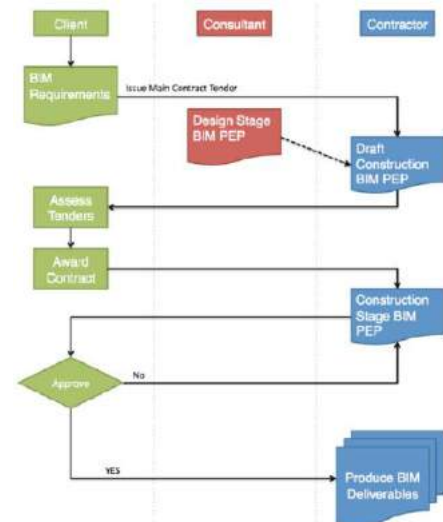 Client
Consultant
Contractor
BIM
Requirements
Issue Main Contract Tender
Design Stage
BIM PEP
Draft
Construction
BIM PEP
Assess
Tenders
Award
Contract
Construction
Stage BIM
PEP
Approve
No
YES
Produce BIM
Deliverables